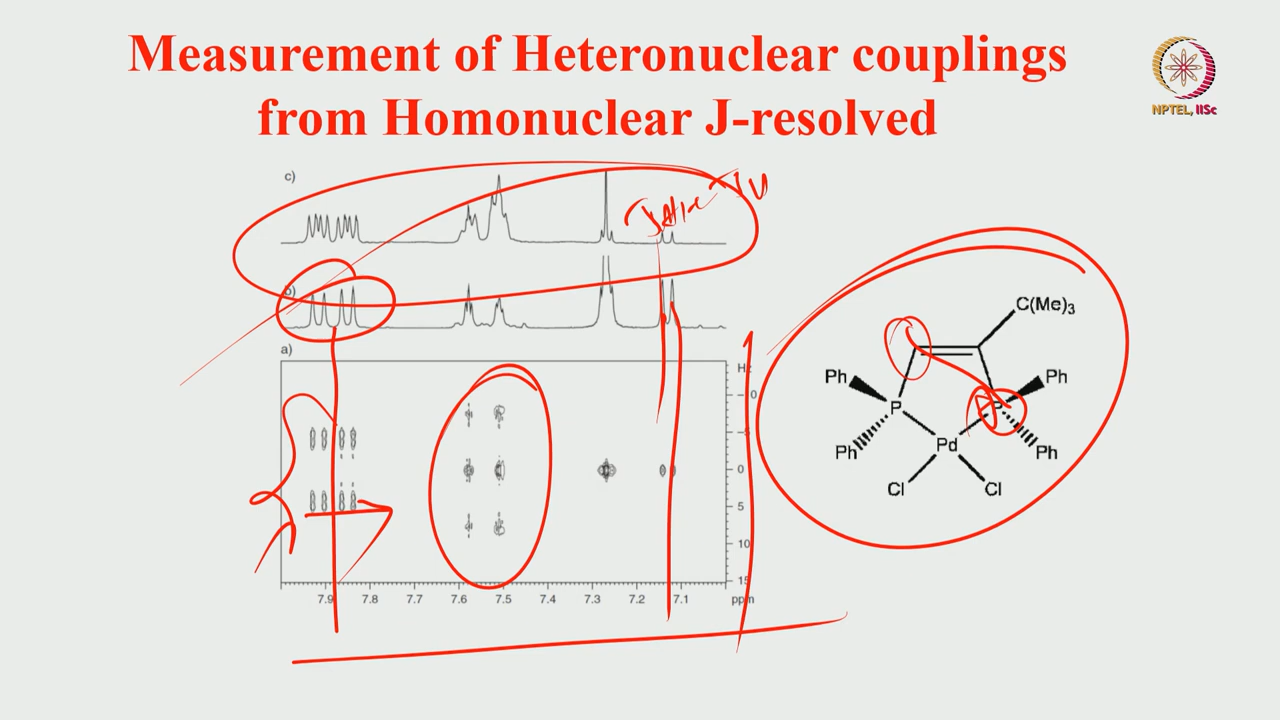 Measurement of Heteronuclear couplings
from Homonuclear J-resolved
NPTEL, IISc
c)
b)
a)
Hz
0
-5
0
5
10
15
7.9 7.8 7.7 7.6 7.5 7.4 7.3 7.2 7.1 ppm
C(Me)3
Ph Ph
P P
Ph Pd Ph
Cl Cl